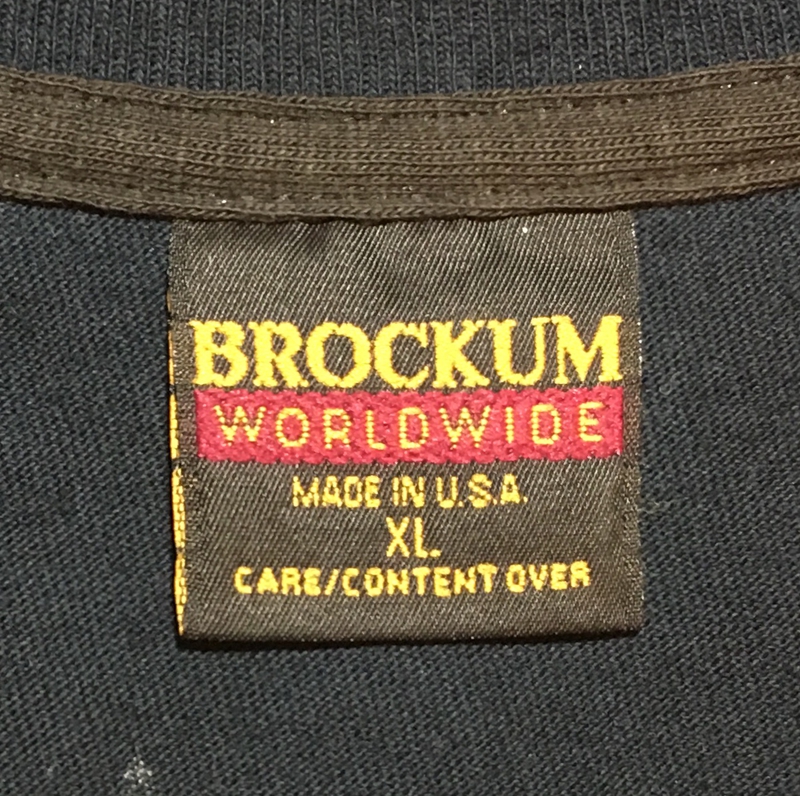 BROCKUM
WORLDWIDE
MADE IN U.S.A.
XL
CARE/CONTENT OVER